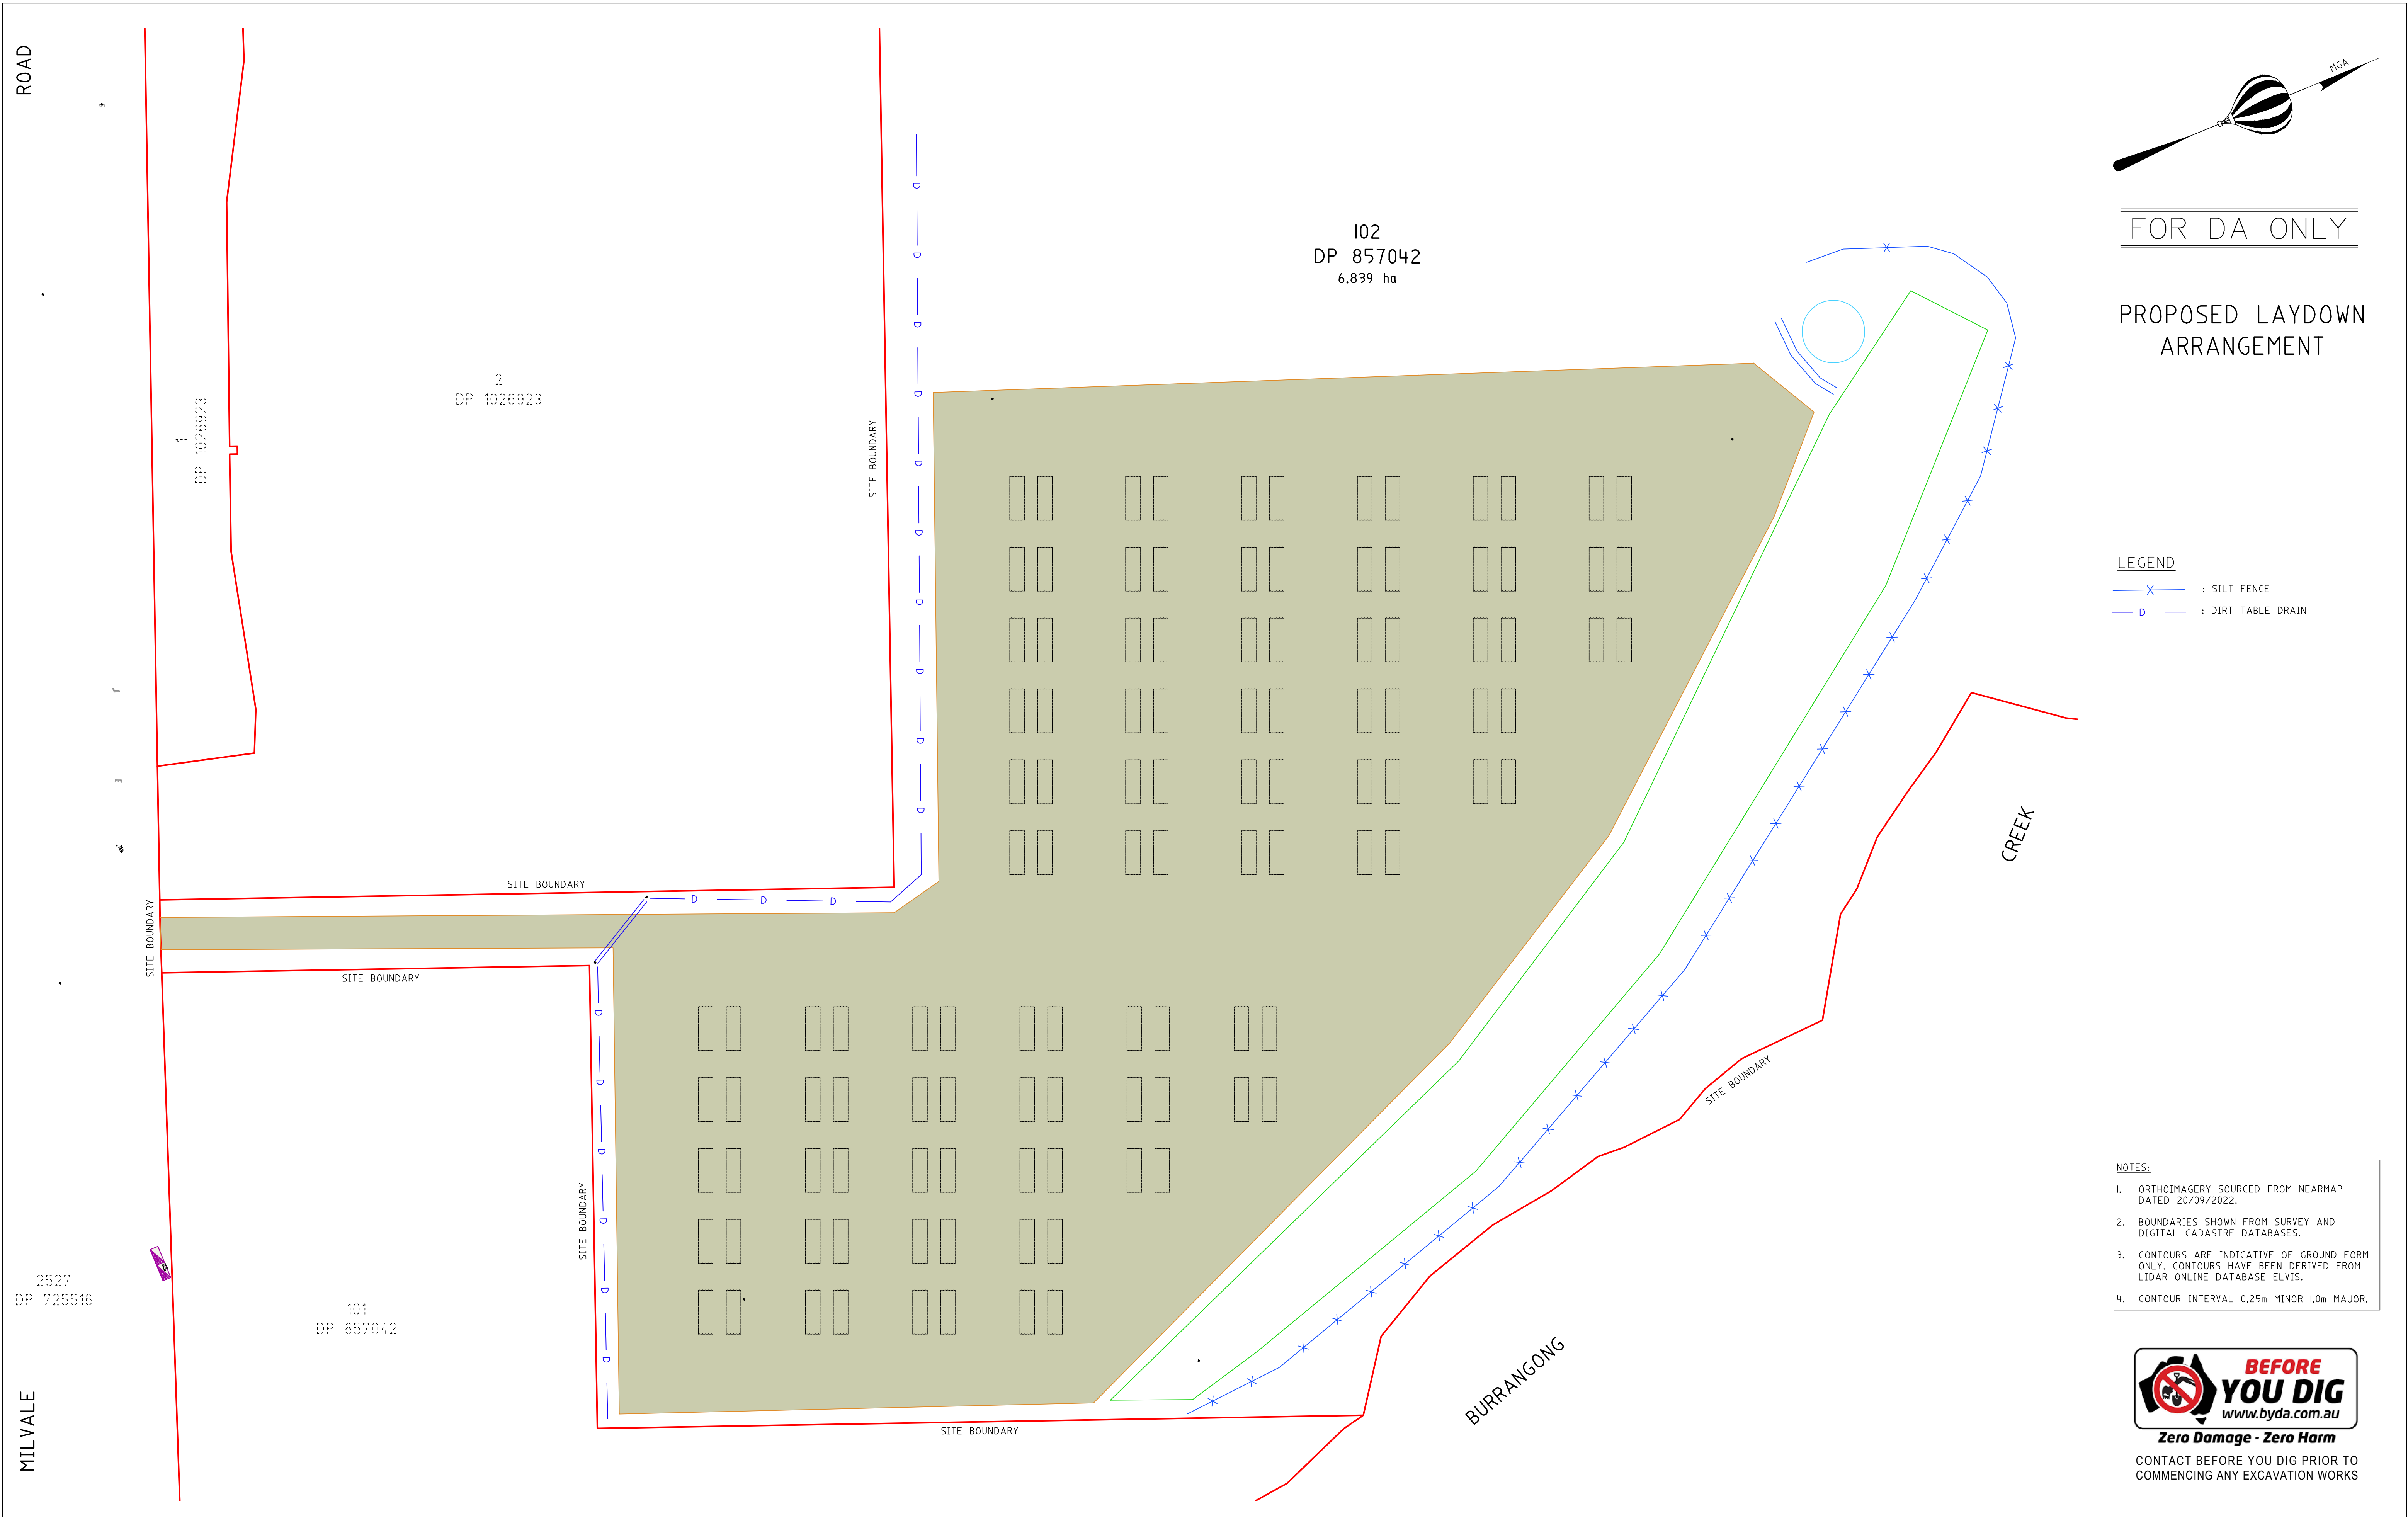 ROAD
MGA
FOR DA ONLY
PROPOSED LAYDOWN
ARRANGEMENT
102
DP 857042
6.839 ha
2
DP 1026923
1
DP 1026923
SITE BOUNDARY
D
D
D
D
D
D
D
D
D
D
LEGEND
X : SILT FENCE
D : DIRT TABLE DRAIN
CREEK
SITE BOUNDARY
D D D
SITE BOUNDARY
SITE BOUNDARY
D
D
D
D
D
D
SITE BOUNDARY
SITE BOUNDARY
SITE BOUNDARY
BURRANGONG
2527
DP 725516
101
DP 857042
MILVALE
NOTES:
1. ORTHOIMAGERY SOURCED FROM NEARMAP
DATED 20/09/2022.
2. BOUNDARIES SHOWN FROM SURVEY AND
DIGITAL CADASTRE DATABASES.
3. CONTOURS ARE INDICATIVE OF GROUND FORM
ONLY. CONTOURS HAVE BEEN DERIVED FROM
LIDAR ONLINE DATABASE ELVIS.
4. CONTOUR INTERVAL 0.25m MINOR 1.0m MAJOR.
BEFORE
YOU DIG
www.byda.com.au
Zero Damage - Zero Harm
CONTACT BEFORE YOU DIG PRIOR TO
COMMENCING ANY EXCAVATION WORKS